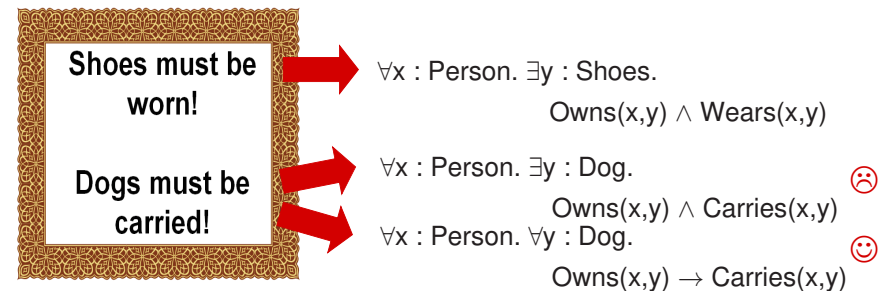 Shoes must be
worn!
Dogs must be
carried!
∀x : Person. ∃y : Shoes.
Owns(x,y) ∧ Wears(x,y)
∀x : Person. ∃y : Dog.
Owns(x,y) ∧ Carries(x,y)
∀x : Person. ∀y : Dog.
Owns(x,y) → Carries(x,y)